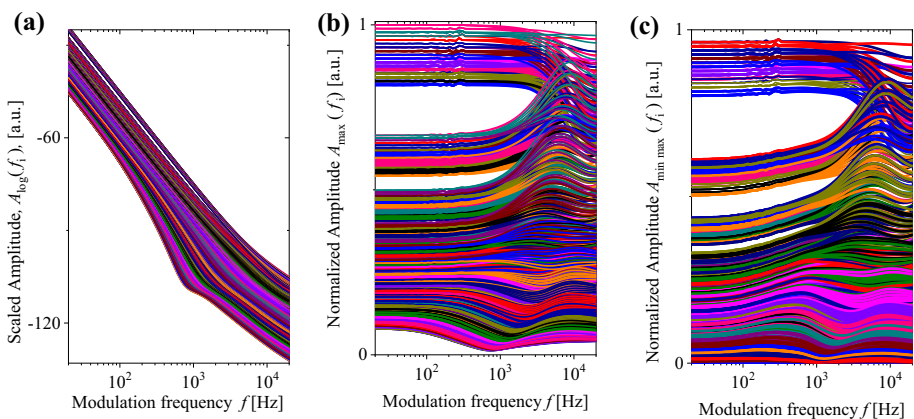 (a)
Scaled Amplitude, A_log(f_i ), [a.u.]
-60
-120
10^2
10^3
10^4
Modulation frequency f [Hz]
(b)
Normalized Amplitude A_max (f_i) [a.u.]
1
0
10^2
10^3
10^4
Modulation frequency f [Hz]
(c)
Normalized Amplitude A_min max (f_i ) [a.u.]
1
0
10^2
10^3
10^4
Modulation frequency f [Hz]